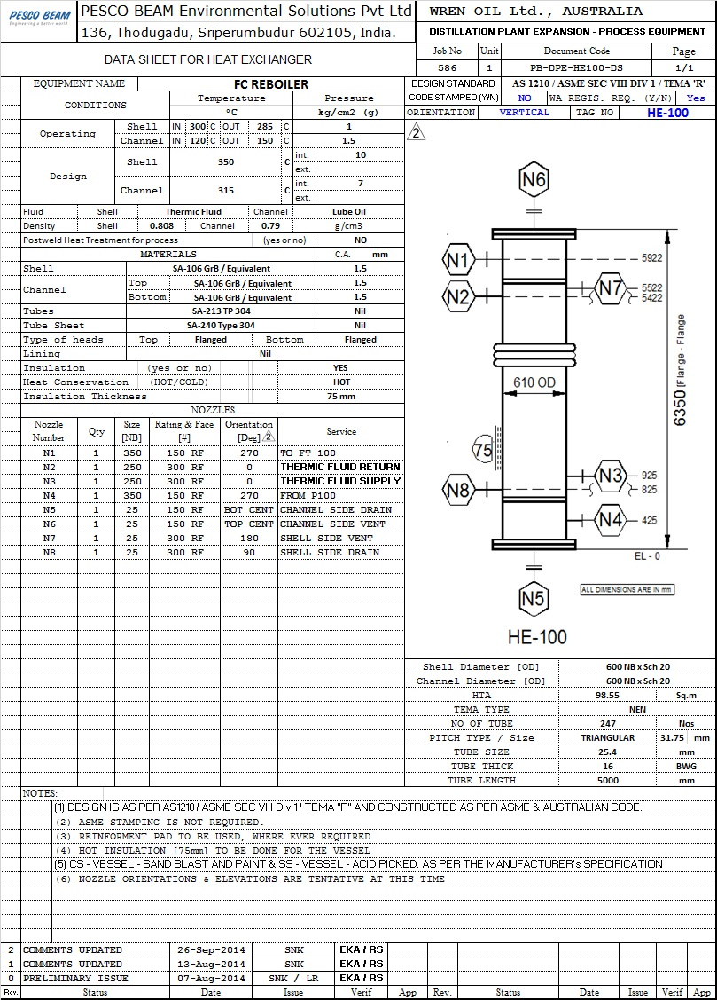 PESCO BEAM
Engineering a better world
PESCO BEAM Environmental Solutions Pvt Ltd
136, Thodugadu, Sriperumbudur 602105, India.
WREN OIL Ltd., AUSTRALIA
DISTILLATION PLANT EXPANSION - PROCESS EQUIPMENT
DATA SHEET FOR HEAT EXCHANGER
Job No Unit Document Code Page
586 1 PB-DPE-HE100-DS 1/1
EQUIPMENT NAME FC REBOILER
DESIGN STANDARD AS 1210 / ASME SEC VIII DIV 1 / TEMA 'R'
CODE STAMPED (Y/N) NO WA REGIS. REQ. (Y/N) Yes
ORIENTATION VERTICAL TAG NO HE-100
CONDITIONS Temperature Pressure
°C kg/cm2 (g)
Operating Shell IN 300 C OUT 285 C 1
Channel IN 120 C OUT 150 C 1.5
Design Shell 350 C int. 10
ext.
Channel 315 C int. 7
ext.
Fluid Shell Thermic Fluid Channel Lube Oil
Density Shell 0.808 Channel 0.79 g/cm3
Postweld Heat Treatment for process (yes or no) NO
MATERIALS C.A. mm
Shell SA-106 GrB / Equivalent 1.5
Channel Top SA-106 GrB / Equivalent 1.5
Bottom SA-106 GrB / Equivalent 1.5
Tubes SA-213 TP 304 Nil
Tube Sheet SA-240 Type 304 Nil
Type of heads Top Flanged Bottom Flanged
Lining Nil
Insulation (yes or no) YES
Heat Conservation (HOT/COLD) HOT
Insulation Thickness 75 mm
NOZZLES
Nozzle Number Qty Size [NB] Rating & Face [#] Orientation [Deg] 2 Service
N1 1 350 150 RF 270 TO FT-100
N2 1 250 300 RF 0 THERMIC FLUID RETURN
N3 1 250 300 RF 0 THERMIC FLUID SUPPLY
N4 1 350 150 RF 270 FROM P100
N5 1 25 150 RF BOT CENT CHANNEL SIDE DRAIN
N6 1 25 150 RF TOP CENT CHANNEL SIDE VENT
N7 1 25 300 RF 180 SHELL SIDE VENT
N8 1 25 300 RF 90 SHELL SIDE DRAIN
2
N6
N1 5922
N2 N7 5522
5422
610 OD
6350 (Flange - Flange
75
N8 N3 925
825
N4 425
EL - 0
N5
ALL DIMENSIONS ARE IN mm
HE-100
Shell Diameter [OD] 600 NB x Sch 20
Channel Diameter [OD] 600 NB x Sch 20
HTA 98.55 Sq.m
TEMA TYPE NEN
NO OF TUBE 247 Nos
PITCH TYPE / Size TRIANGULAR 31.75 mm
TUBE SIZE 25.4 mm
TUBE THICK 16 BWG
TUBE LENGTH 5000 mm
NOTES:
(1) DESIGN IS AS PER AS1210/ ASME SEC VIII Div 1/ TEMA "R" AND CONSTRUCTED AS PER ASME & AUSTRALIAN CODE.
(2) ASME STAMPING IS NOT REQUIRED.
(3) REINFORMENT PAD TO BE USED, WHERE EVER REQUIRED
(4) HOT INSULATION [75mm] TO BE DONE FOR THE VESSEL
(5) CS - VESSEL - SAND BLAST AND PAINT & SS - VESSEL - ACID PICKED. AS PER THE MANUFACTURER's SPECIFICATION
(6) NOZZLE ORIENTATIONS & ELEVATIONS ARE TENTATIVE AT THIS TIME
2 COMMENTS UPDATED 26-Sep-2014 SNK EKA / RS
1 COMMENTS UPDATED 13-Aug-2014 SNK EKA / RS
0 PRELIMINARY ISSUE 07-Aug-2014 SNK / LR EKA / RS
Rev. Status Date Issue Verif App Rev. Status Date Issue Verif App